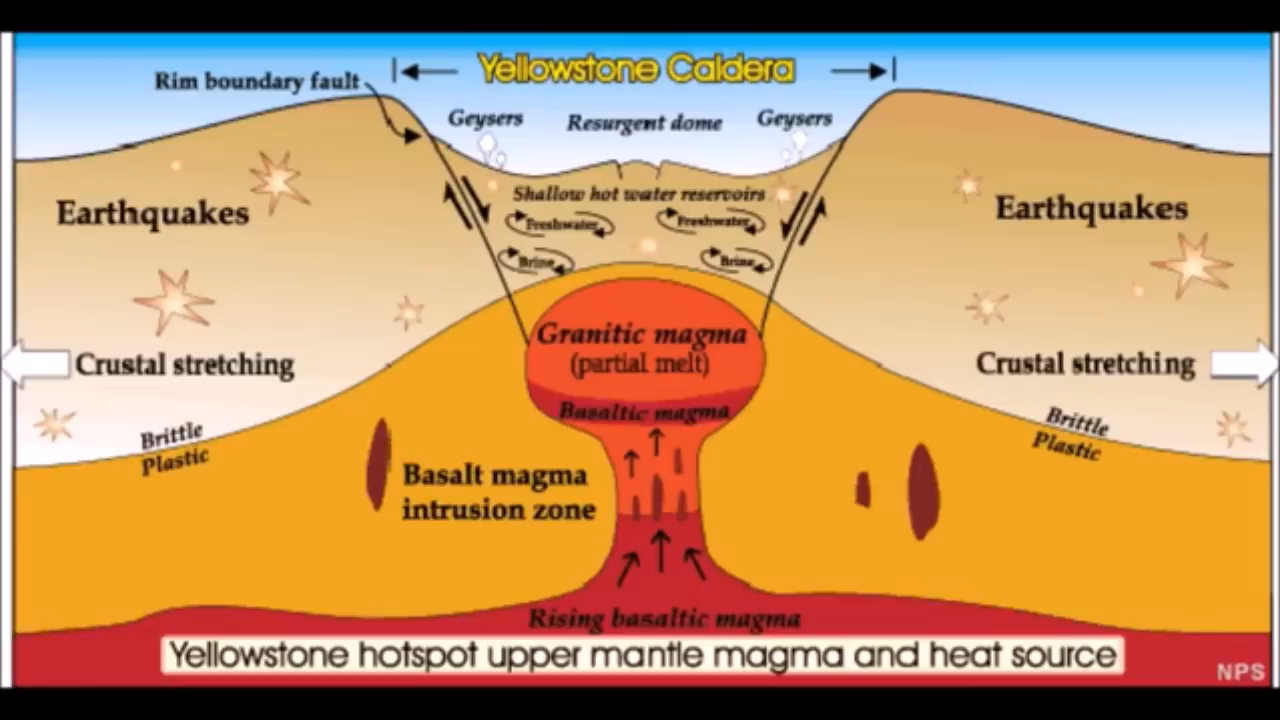 Yellowstone Caldera
Rim boundary fault
Geysers
Resurgent dome
Geysers
Shallow hot water reservoirs
Freshwater
Freshwater
Brine
Brine
Earthquakes
Earthquakes
Granitic magma
(partial melt)
Crustal stretching
Crustal stretching
Basaltic magma
Brittle
Plastic
Brittle
Plastic
Basalt magma
intrusion zone
Rising basaltic magma
Yellowstone hotspot upper mantle magma and heat source
NPS